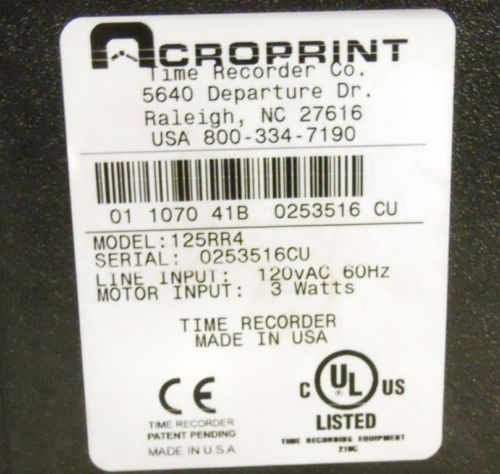 ACROPRINT
Time Recorder Co.
5640 Departure Dr.
Raleigh, NC 27616
USA 800-334-7190
01 1070 41B 0253516 CU
MODEL:125RR4
SERIAL: 0253516CU
LINE INPUT: 120VAC 60Hz
MOTOR INPUT: 3 Watts
TIME RECORDER
MADE IN USA
CE
TIME RECORDER
PATENT PENDING
MADE IN U.S.A.
C UL US
LISTED
TIME RECORDING EQUIPMENT